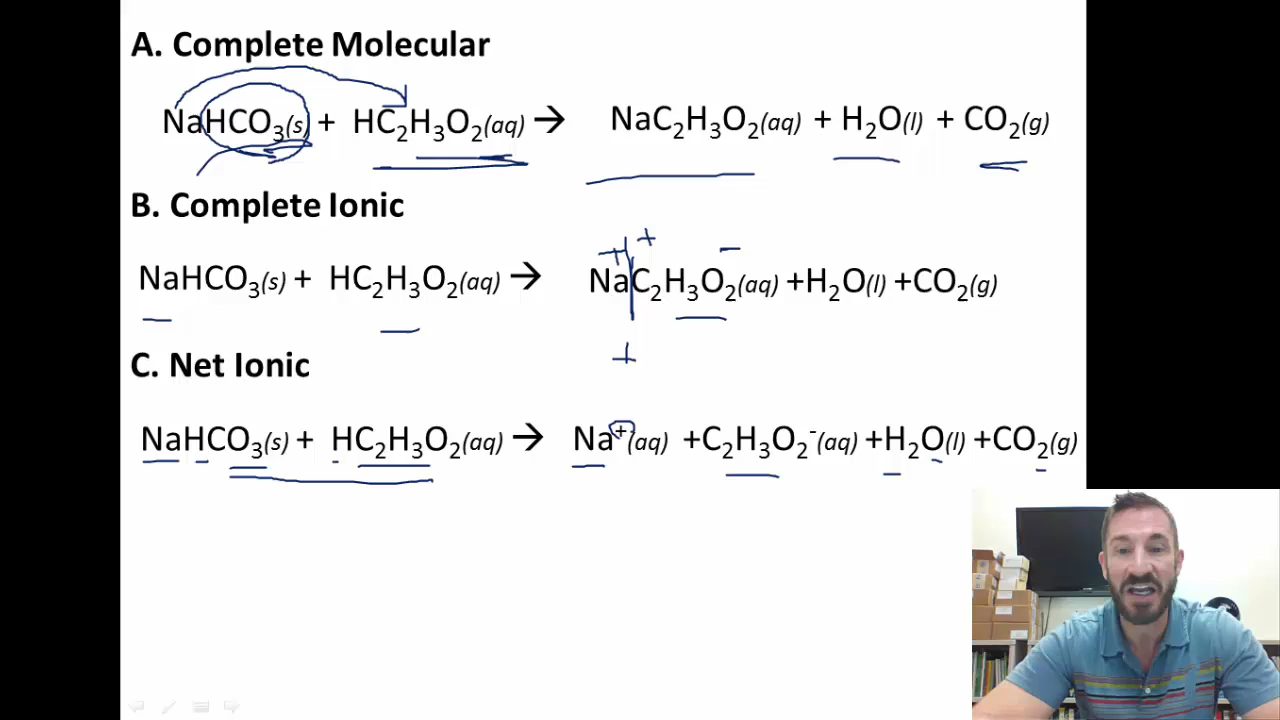 A. Complete Molecular
NaHCO₃(s) + HC₂H₃O₂(aq) → NaC₂H₃O₂(aq) + H₂O(l) + CO₂(g)
B. Complete Ionic
NaHCO₃(s) + HC₂H₃O₂(aq) → NaC₂H₃O₂(aq) +H₂O(l) +CO₂(g)
C. Net Ionic
NaHCO₃(s) + HC₂H₃O₂(aq) → Na⁺(aq) +C₂H₃O₂⁻(aq) +H₂O(l) +CO₂(g)